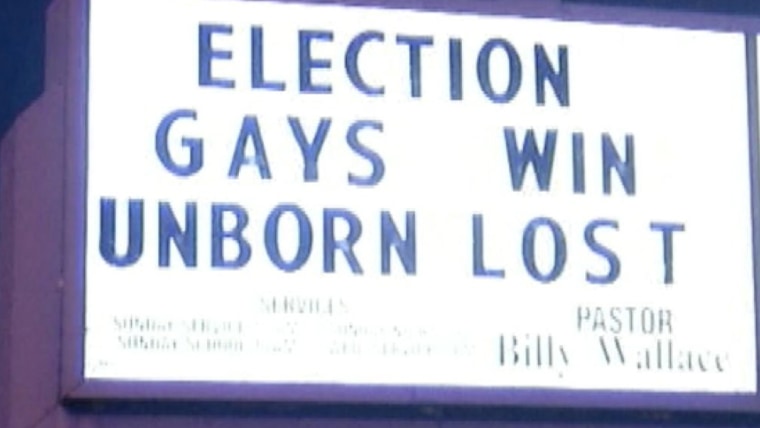 ELECTION
GAYS WIN
UNBORN LOST
SERVICES
PASTOR
Billy Wallace